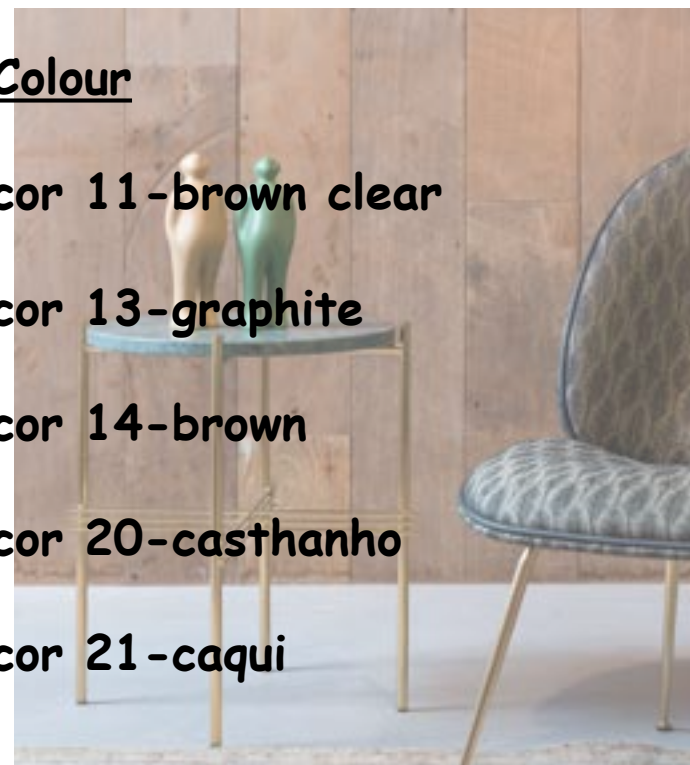 Colour
cor 11-brown clear
cor 13-graphite
cor 14-brown
cor 20-casthanho
cor 21-caqui